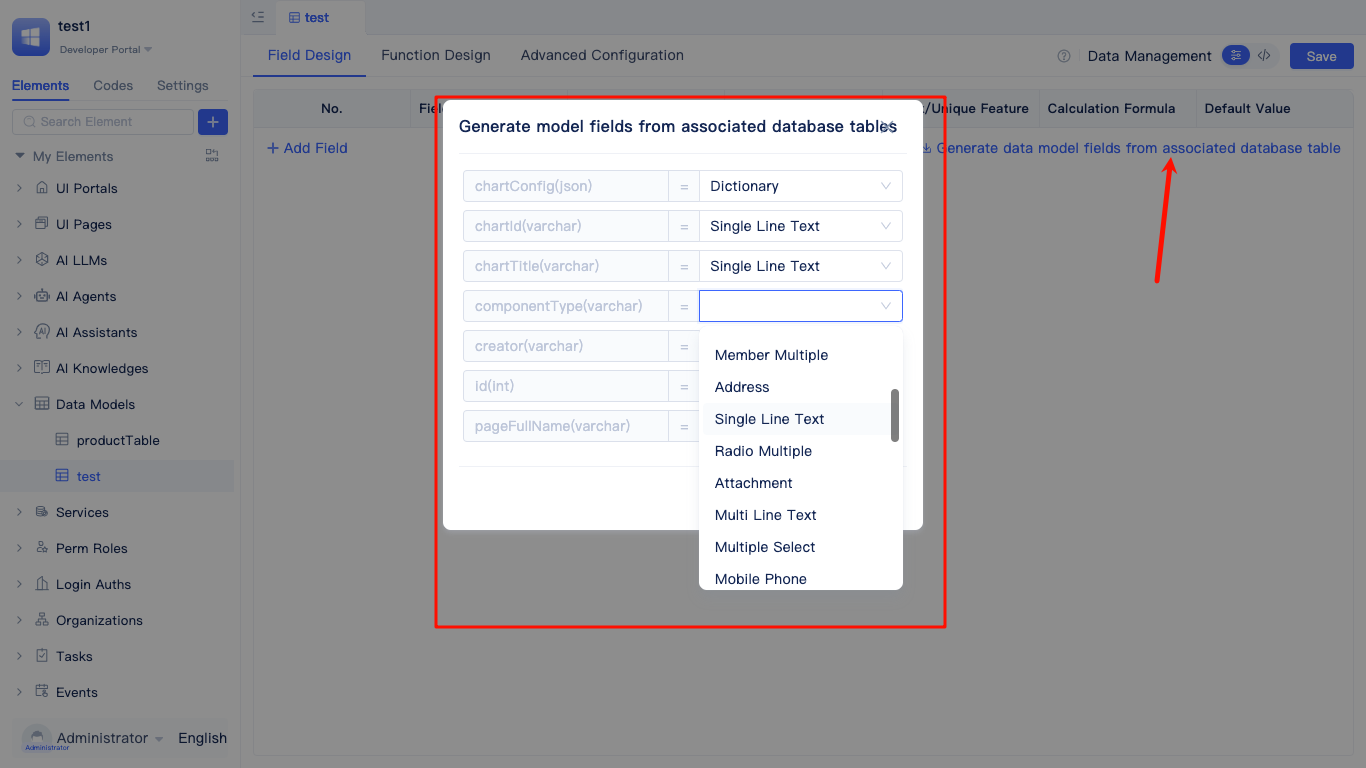 test1
Developer Portal
Elements Codes Settings
Search Element
My Elements
UI Portals
UI Pages
AI LLMs
AI Agents
AI Assistants
AI Knowledges
Data Models
productTable
test
Services
Perm Roles
Login Auths
Organizations
Tasks
Events
Administrator
Administrator English
test
Field Design Function Design Advanced Configuration
Data Management
Save
No. /Unique Feature Calculation Formula Default Value
+ Add Field
Generate data model fields from associated database table
Generate model fields from associated database tables
chartConfig(json) = Dictionary
chartId(varchar) = Single Line Text
chartTitle(varchar) = Single Line Text
componentType(varchar) =
creator(varchar) =
id(int) =
pageFullName(varchar) =
Member Multiple
Address
Single Line Text
Radio Multiple
Attachment
Multi Line Text
Multiple Select
Mobile Phone